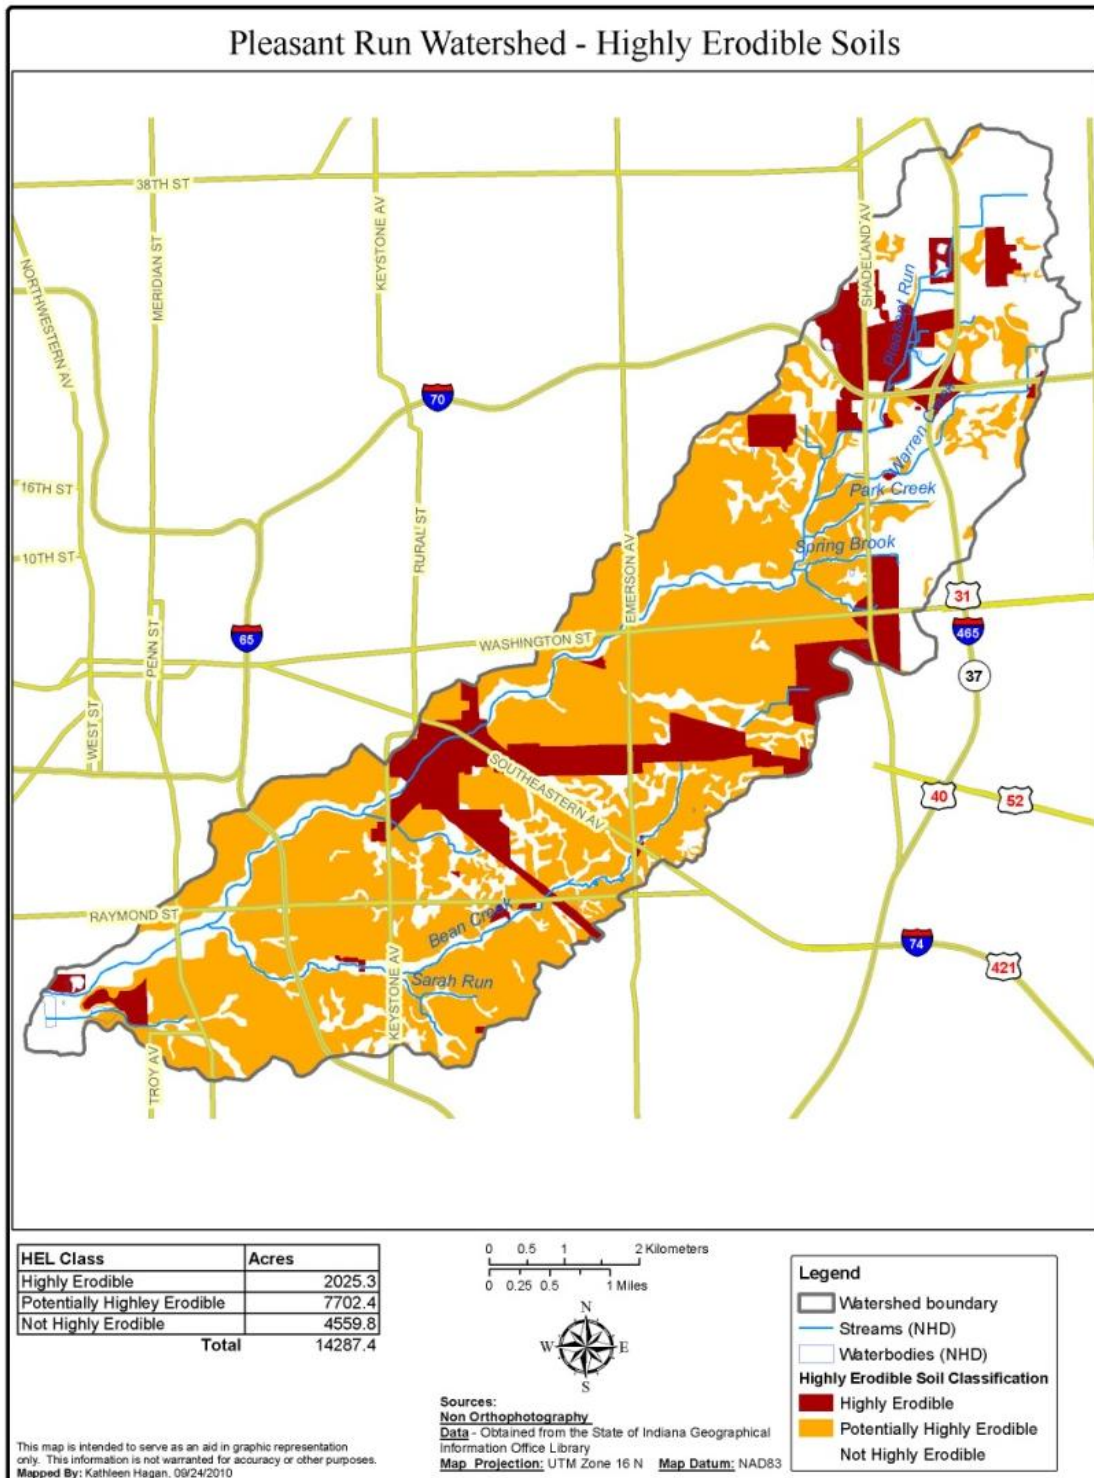 Pleasant Run Watershed - Highly Erodible Soils
38TH ST
NORTHWESTERN AV
MERIDIAN ST
KEYSTONE AV
SHADELAND AV
Pleasant Run
70
Warren Creek
16TH ST
Park Creek
10TH ST
RURAL ST
EMERSON AV
Spring Brook
31
65
WASHINGTON ST
465
PENN ST
37
WEST ST
SOUTHEASTERN AV
40
52
RAYMOND ST
Bean Creek
74
421
Sarah Run
KEYSTONE AV
TROY AV
HEL Class Acres
Highly Erodible 2025.3
Potentially Highley Erodible 7702.4
Not Highly Erodible 4559.8
Total 14287.4
0 0.5 1 2 Kilometers
0 0.25 0.5 1 Miles
N
W E
S
Legend
Watershed boundary
Streams (NHD)
Waterbodies (NHD)
Highly Erodible Soil Classification
Highly Erodible
Potentially Highly Erodible
Not Highly Erodible
Sources:
Non Orthophotography
Data - Obtained from the State of Indiana Geographical
Information Office Library
Map Projection: UTM Zone 16 N Map Datum: NAD83
This map is intended to serve as an aid in graphic representation
only. This information is not warranted for accuracy or other purposes.
Mapped By: Kathleen Hagan, 09/24/2010